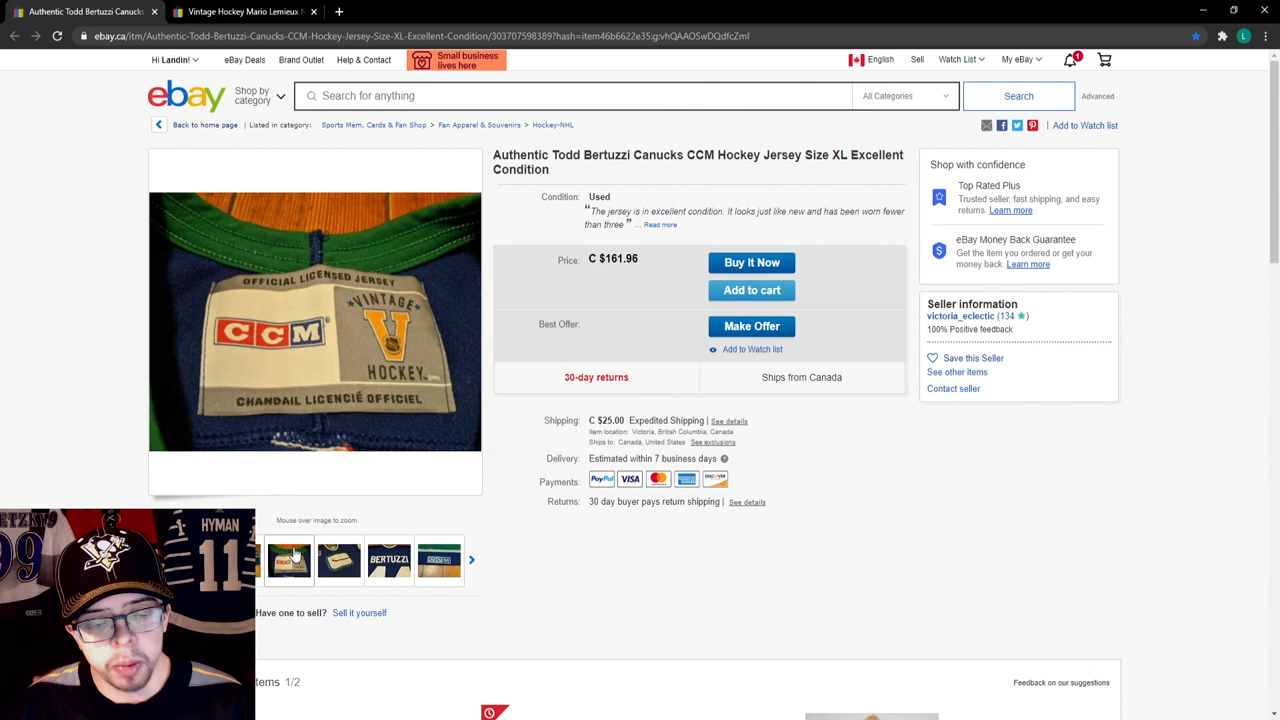 Authentic Todd Bertuzzi Canucks
Vintage Hockey Mario Lemieux
ebay.ca/itm/Authentic-Todd-Bertuzzi-Canucks-CCM-Hockey-Jersey-Size-XL-Excellent-Condition/303707598389?hash=item46b6622e35:g:vhQAAOSwDQdfcZmI
Hi Landin! eBay Deals Brand Outlet Help & Contact Small business lives here English Sell Watch List My eBay 1
ebay Shop by category Search for anything All Categories Search Advanced
Back to home page | Listed in category: Sports Mem, Cards & Fan Shop > Fan Apparel & Souvenirs > Hockey-NHL | Add to Watch list
Authentic Todd Bertuzzi Canucks CCM Hockey Jersey Size XL Excellent
Condition
Condition: Used
“The jersey is in excellent condition. It looks just like new and has been worn fewer
than three ” ... Read more
Price: C $161.96 Buy It Now
Add to cart
Best Offer: Make Offer
Add to Watch list
30-day returns Ships from Canada
Shipping: C $25.00 Expedited Shipping | See details
Item location: Victoria, British Columbia, Canada
Ships to: Canada, United States See exclusions
Delivery: Estimated within 7 business days
Payments: PayPal VISA
Returns: 30 day buyer pays return shipping | See details
Shop with confidence
Top Rated Plus
Trusted seller, fast shipping, and easy
returns. Learn more
eBay Money Back Guarantee
Get the item you ordered or get your
money back. Learn more
Seller information
victoria_eclectic (134)
100% Positive feedback
Save this Seller
See other items
Contact seller
OFFICIAL LICENSED JERSEY
CCM
VINTAGE
V
HOCKEY
CHANDAIL LICENCIÉ OFFICIEL
Mouse over image to zoom
BERTUZZI
CCM
Have one to sell? Sell it yourself
HYMAN
11
99
tems 1/2
Feedback on our suggestions